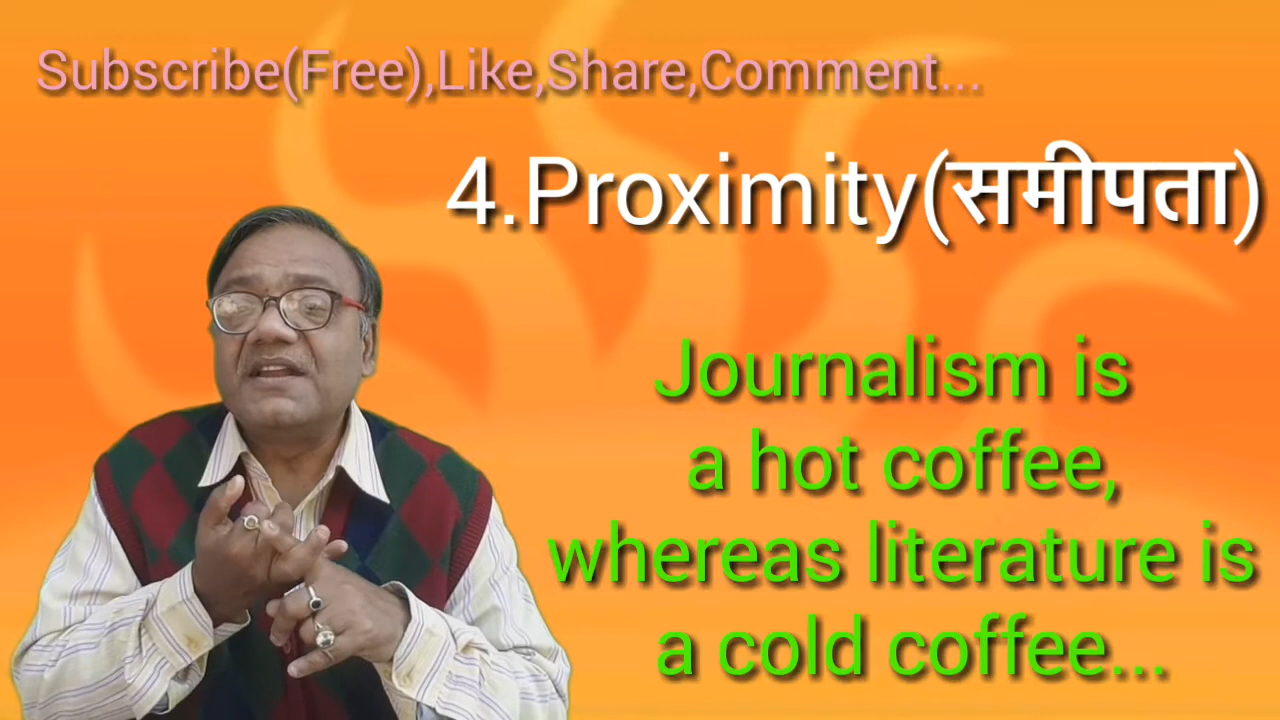 Subscribe(Free),Like,Share,Comment...
4.Proximity(समीपता)
Journalism is
a hot coffee,
whereas literature is
a cold coffee...